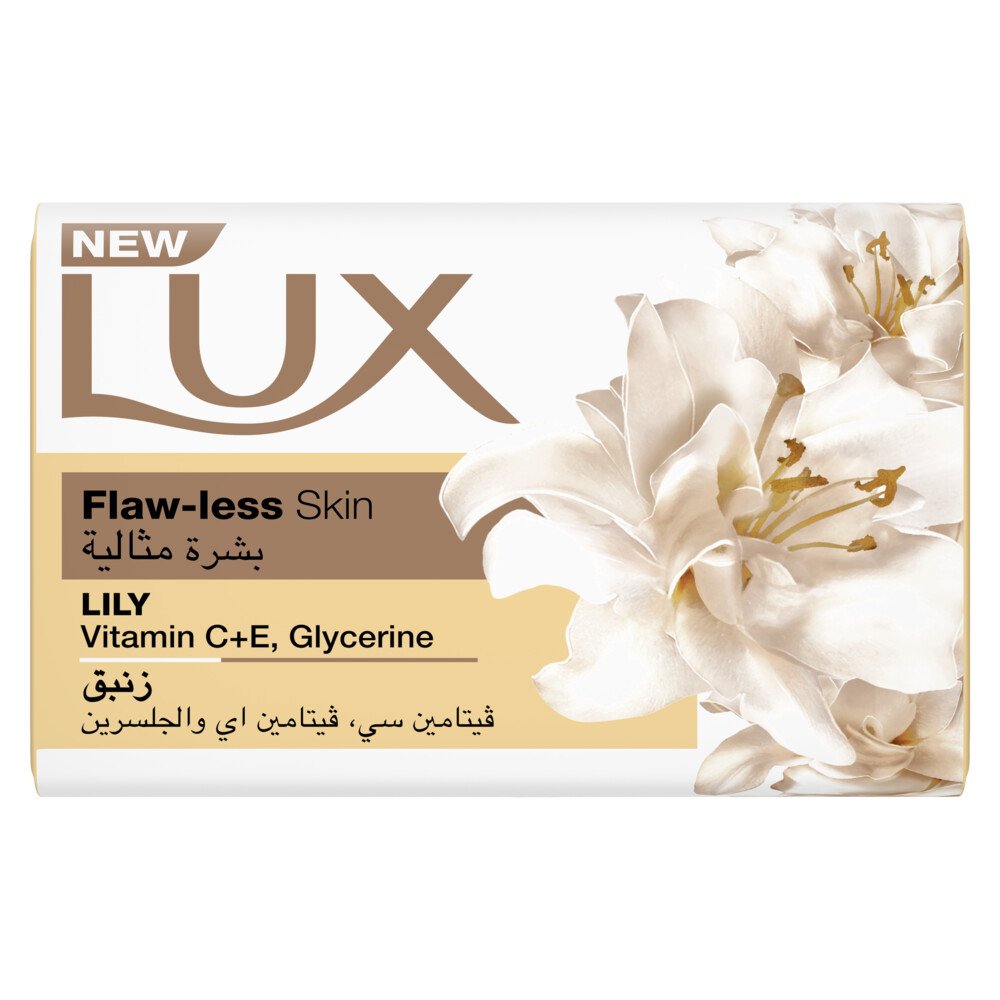 NEW
LUX
Flaw-less Skin
بشرة مثالية
LILY
Vitamin C+E, Glycerine
زنبق
ڤيتامين سي، ڤيتامين اي والجلسرين